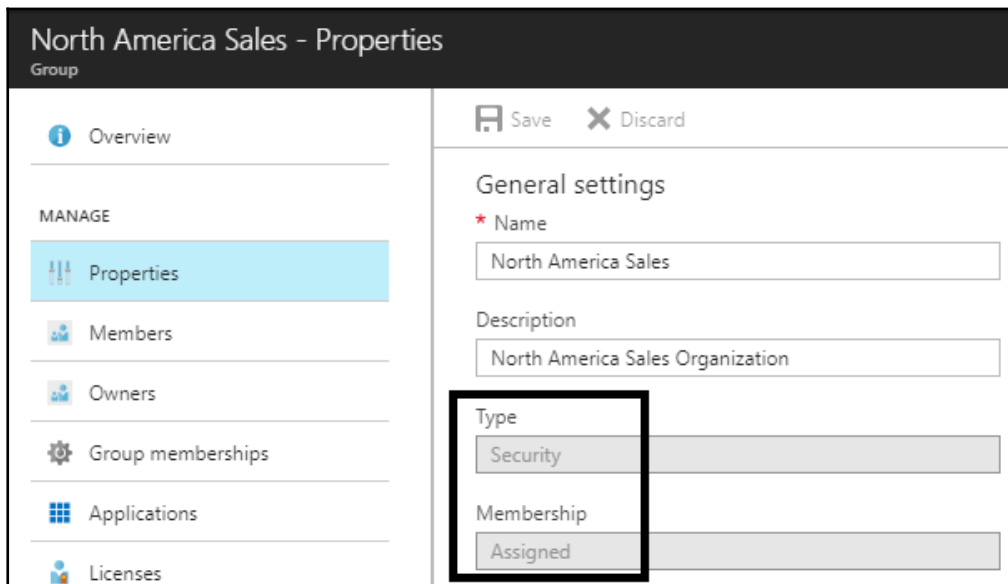 North America Sales - Properties
Group
Overview
MANAGE
Properties
Members
Owners
Group memberships
Applications
Licenses
Save Discard
General settings
* Name
North America Sales
Description
North America Sales Organization
Type
Security
Membership
Assigned